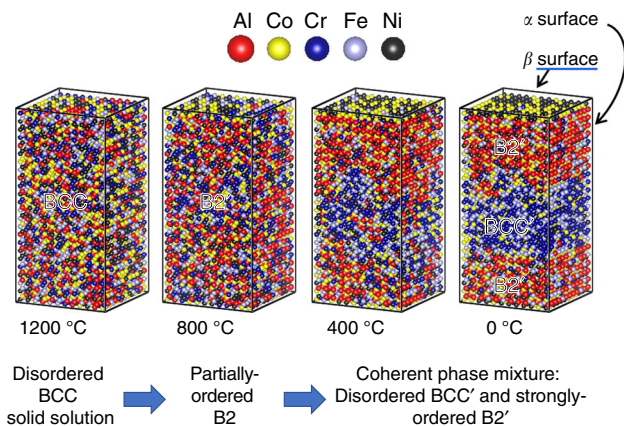 Al Co Cr Fe Ni
α surface
β surface
BCC
B2′
B2′
BCC′
B2′
1200 °C
800 °C
400 °C
0 °C
Disordered
BCC
solid solution
Partially-
ordered
B2
Coherent phase mixture:
Disordered BCC′ and strongly-
ordered B2′